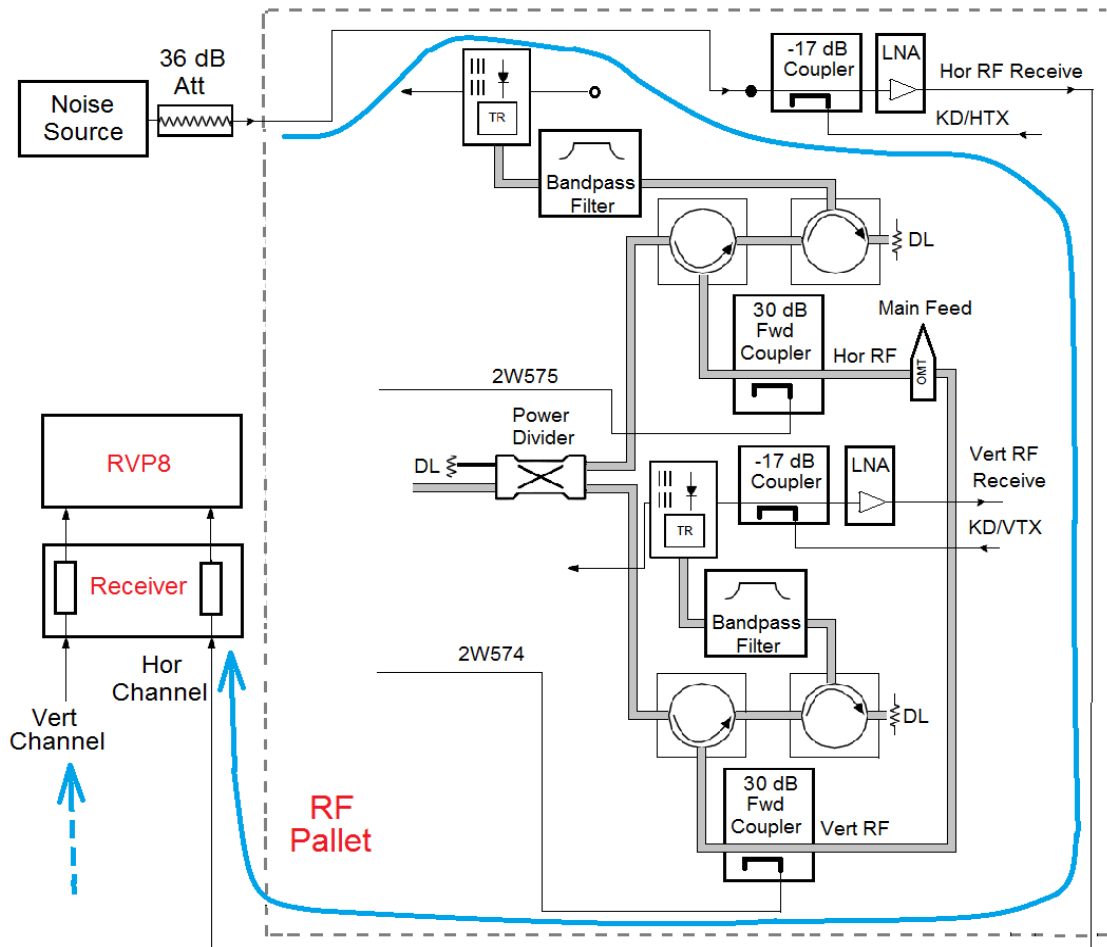 36 dB
Att
Noise
Source
-17 dB
Coupler
LNA
Hor RF Receive
KD/HTX
TR
Bandpass
Filter
DL
30 dB
Fwd
Coupler
Hor RF
Main Feed
OMT
2W575
Power
Divider
DL
RVP8
-17 dB
Coupler
LNA
Vert RF
Receive
KD/VTX
TR
Receiver
Bandpass
Filter
Hor
Channel
2W574
Vert
Channel
DL
30 dB
Fwd
Coupler
Vert RF
RF
Pallet